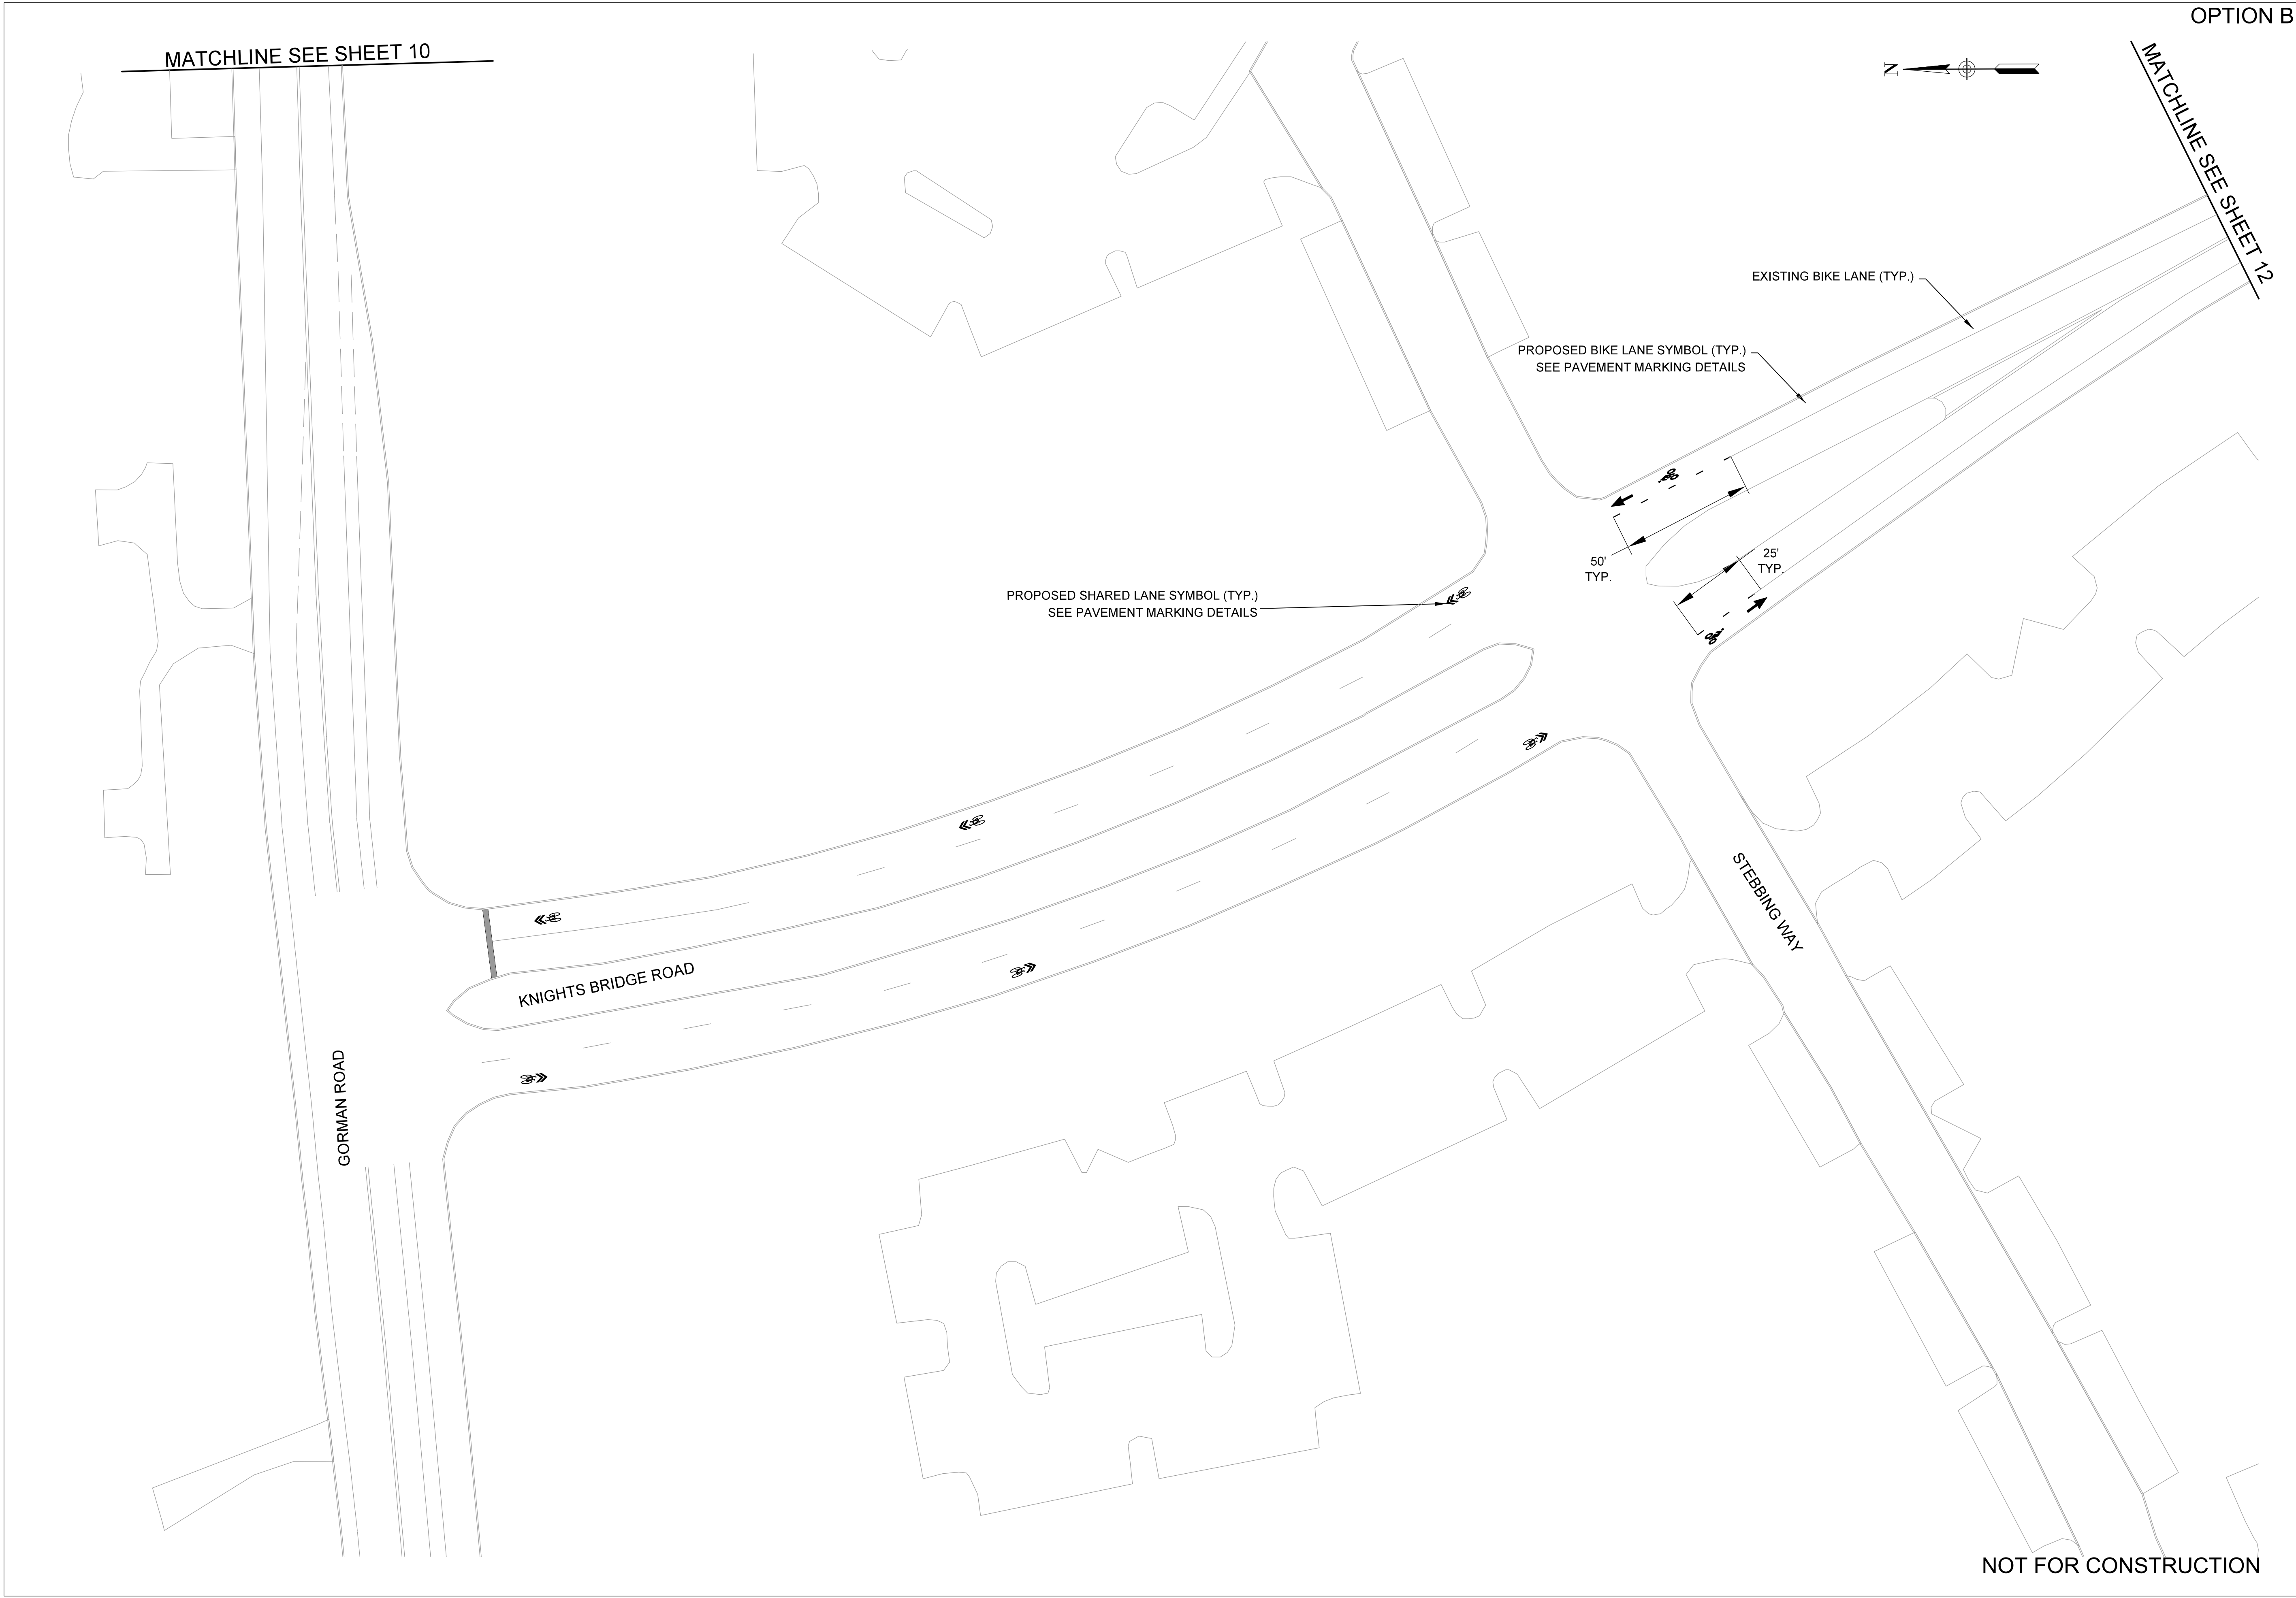 OPTION B
MATCHLINE SEE SHEET 10
N
MATCHLINE SEE SHEET 12
EXISTING BIKE LANE (TYP.)
PROPOSED BIKE LANE SYMBOL (TYP.)
SEE PAVEMENT MARKING DETAILS
50'
TYP.
25'
TYP.
PROPOSED SHARED LANE SYMBOL (TYP.)
SEE PAVEMENT MARKING DETAILS
STEBBING WAY
KNIGHTS BRIDGE ROAD
GORMAN ROAD
NOT FOR CONSTRUCTION